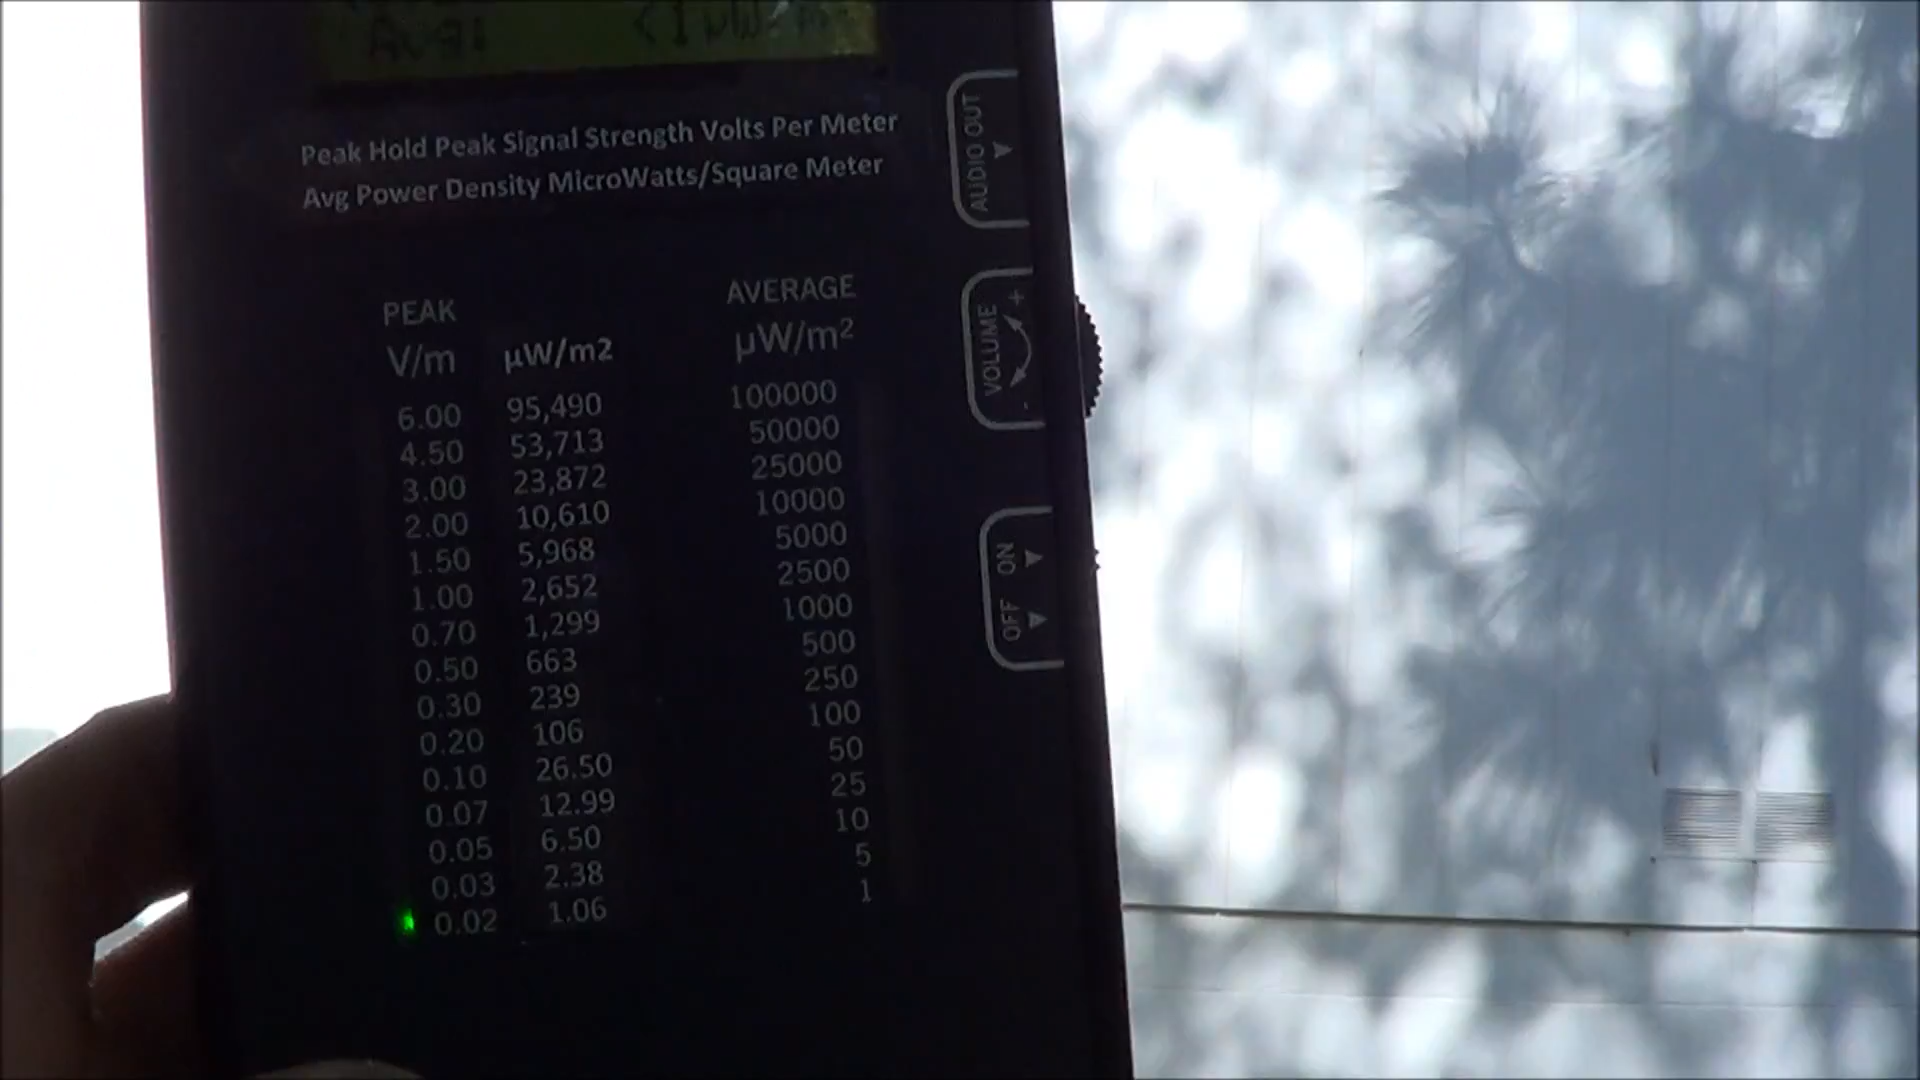 Avg: <1µW/m²
Peak Hold Peak Signal Strength Volts Per Meter
Avg Power Density MicroWatts/Square Meter
PEAK AVERAGE
V/m µW/m2 µW/m2
6.00 95,490 100000
4.50 53,713 50000
3.00 23,872 25000
2.00 10,610 10000
1.50 5,968 5000
1.00 2,652 2500
0.70 1,299 1000
0.50 663 500
0.30 239 250
0.20 106 100
0.10 26.50 50
0.07 12.99 25
0.05 6.50 10
0.03 2.38 5
0.02 1.06 1
AUDIO OUT
VOLUME - +
OFF ON